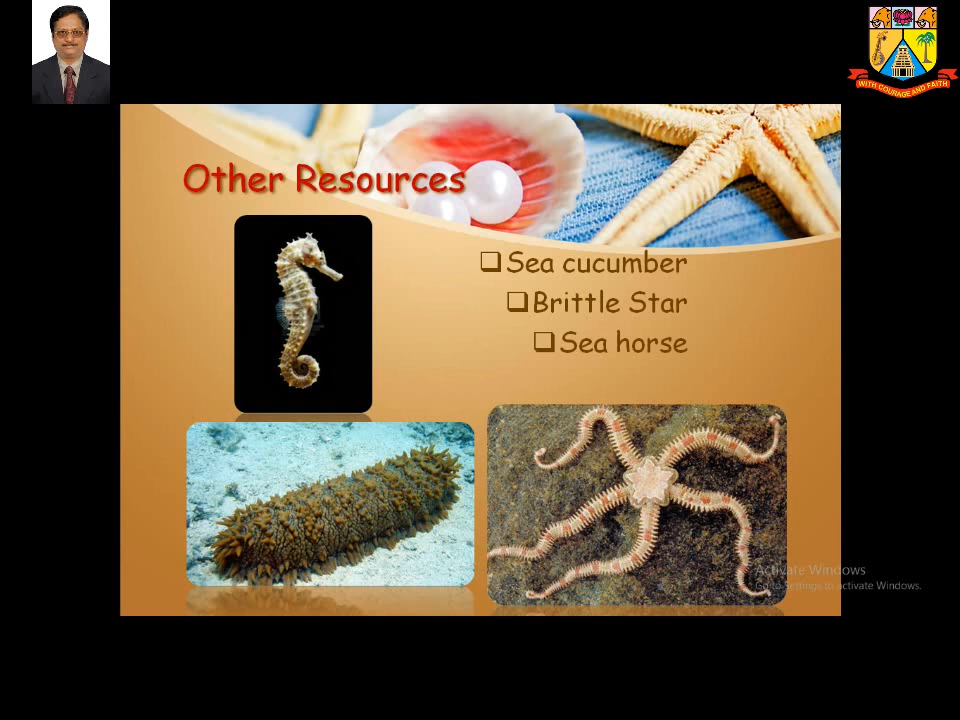 WITH COURAGE AND FAITH
Other Resources
Sea cucumber
Brittle Star
Sea horse
Activate Windows
Go to Settings to activate Windows.